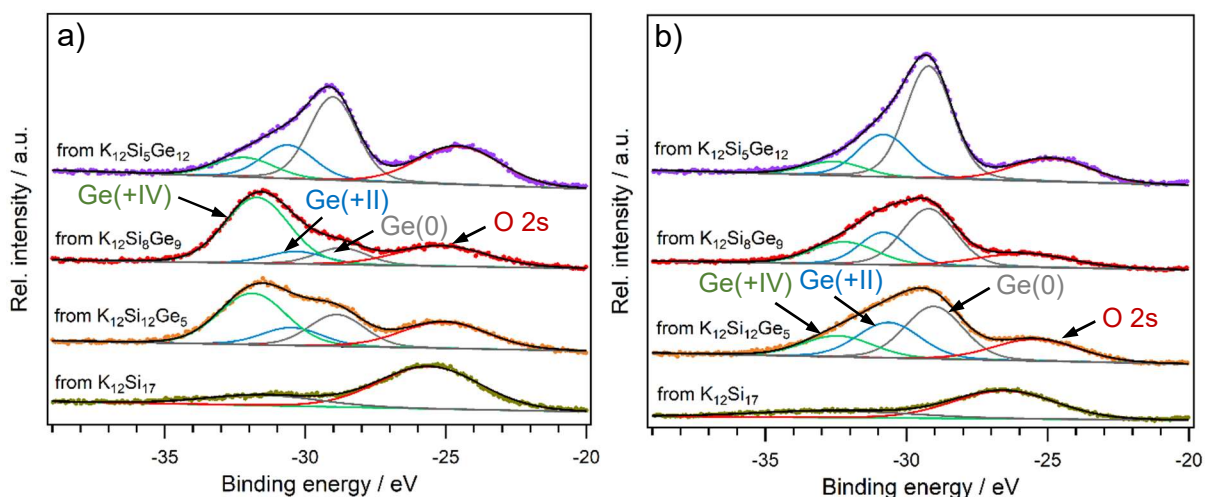 a)
Rel. intensity / a.u.
from K₁₂Si₅Ge₁₂
Ge(+IV)
Ge(+II)
Ge(0)
O 2s
from K₁₂Si₈Ge₉
from K₁₂Si₁₂Ge₅
from K₁₂Si₁₇
-35 -30 -25 -20
Binding energy / eV
b)
Rel. intensity / a.u.
from K₁₂Si₅Ge₁₂
from K₁₂Si₈Ge₉
Ge(+IV) Ge(+II)
Ge(0)
O 2s
from K₁₂Si₁₂Ge₅
from K₁₂Si₁₇
-35 -30 -25 -20
Binding energy / eV